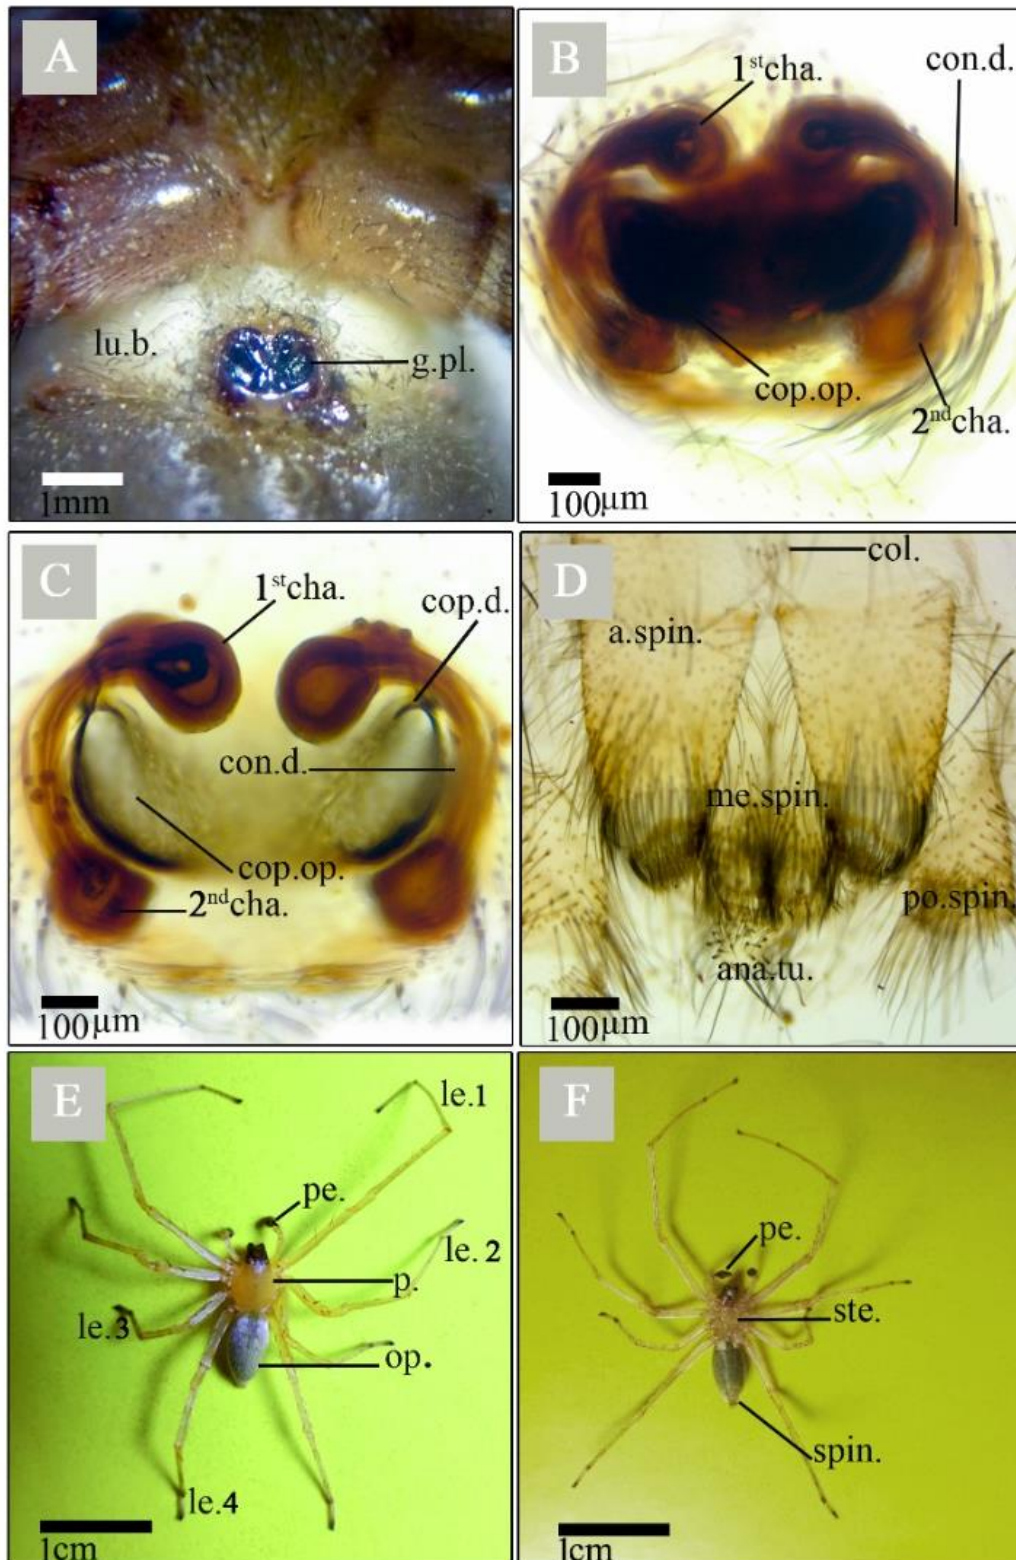 A
lu.b.
g.pl.
1mm
B
1stcha.
con.d.
cop.op.
2ndcha.
100µm
C
1stcha.
cop.d.
con.d.
cop.op.
2ndcha.
100µm
D
col.
a.spin.
me.spin.
po.spin.
ana.tu.
100µm
E
le.1
pe.
le.2
p.
le.3
op.
le.4
1cm
F
pe.
ste.
spin.
1cm